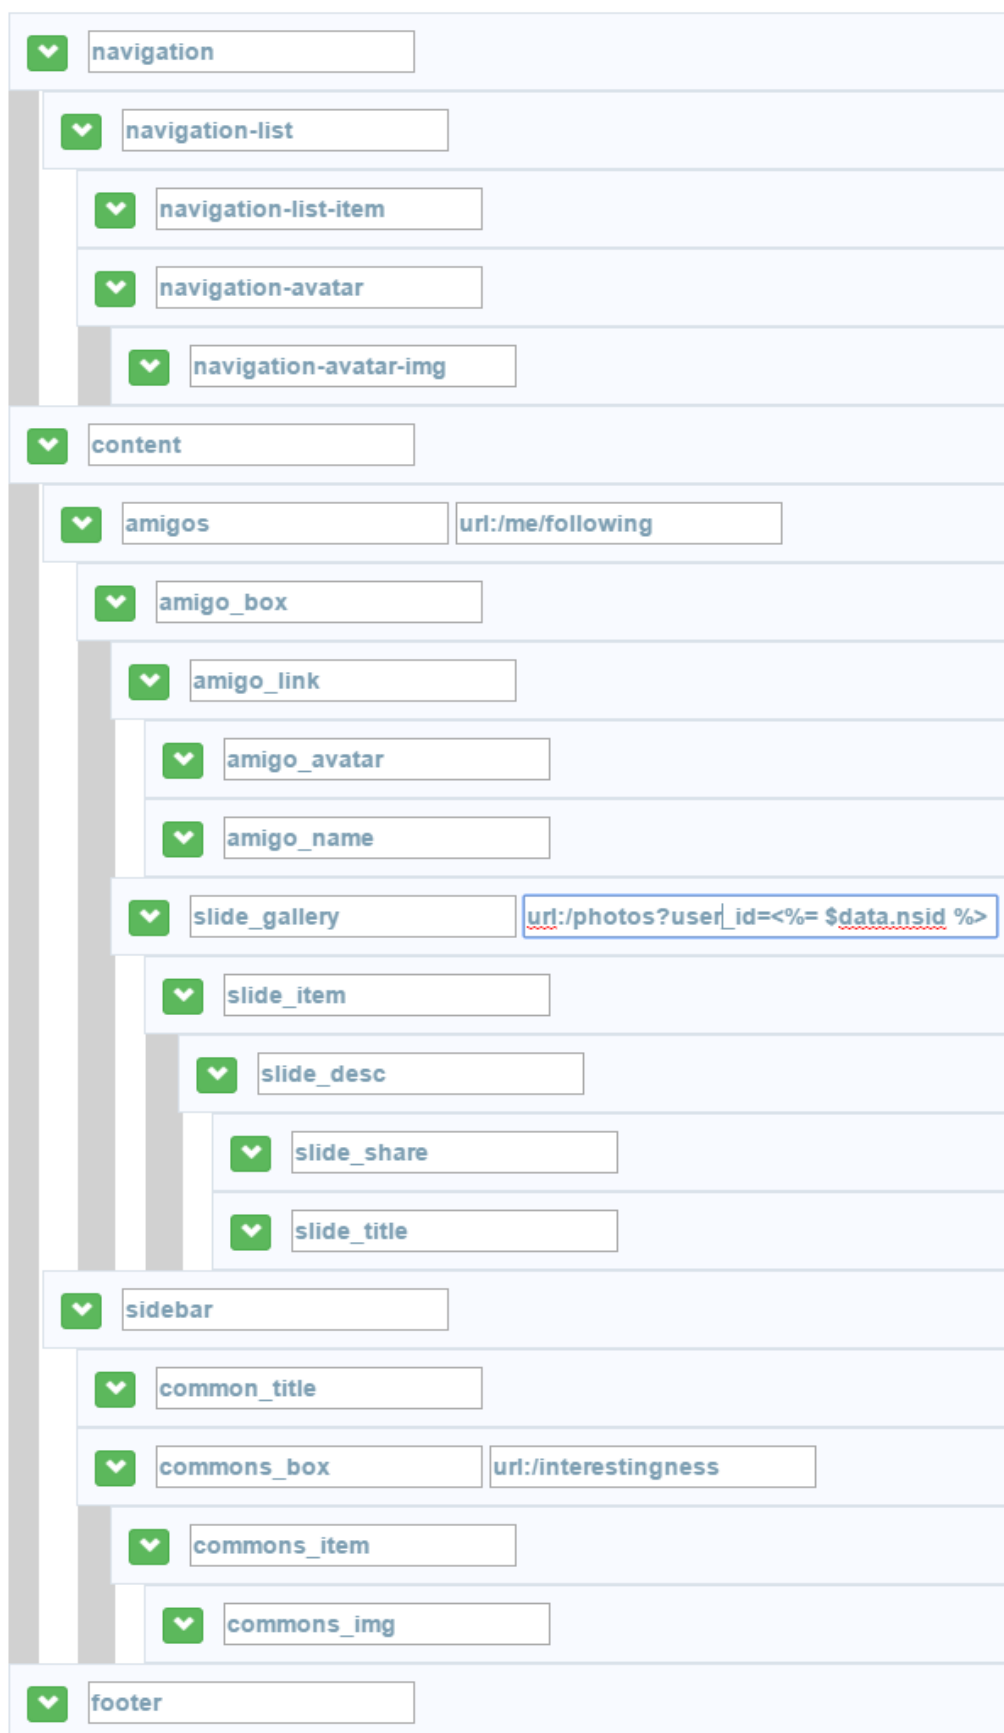 navigation
navigation-list
navigation-list-item
navigation-avatar
navigation-avatar-img
content
amigos url:/me/following
amigo_box
amigo_link
amigo_avatar
amigo_name
slide_gallery url:/photos?user_id=<%= $data.nsid %>
slide_item
slide_desc
slide_share
slide_title
sidebar
common_title
commons_box url:/interestingness
commons_item
commons_img
footer